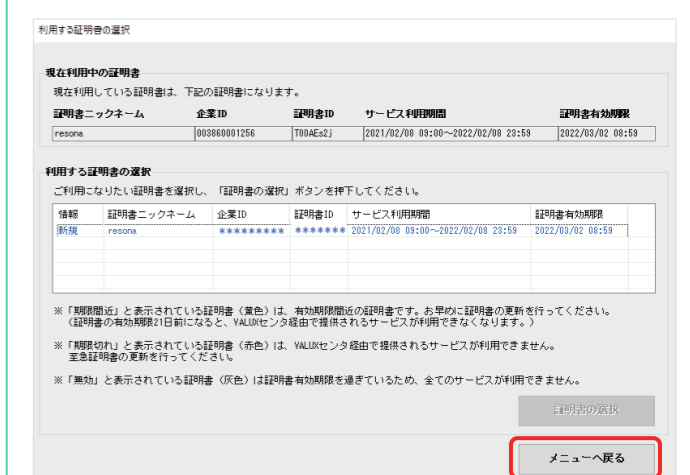 利用する証明書の選択
現在利用中の証明書
現在利用している証明書は、下記の証明書になります。
証明書ニックネーム 企業ID 証明書ID サービス利用期間 証明書有効期限
resona 003860001256 T00AEs2j 2021/02/08 09:00～2022/02/08 23:59 2022/03/02 08:59
利用する証明書の選択
ご利用になりたい証明書を選択し、「証明書の選択」ボタンを押下してください。
情報 証明書ニックネーム 企業ID 証明書ID サービス利用期間 証明書有効期限
新規 resona ********* ******* 2021/02/08 09:00～2022/02/08 23:59 2022/03/02 08:59
※「期限間近」と表示されている証明書（黄色）は、有効期限間近の証明書です。お早めに証明書の更新を行ってください。
（証明書の有効期限21日前になると、VALUXセンタ経由で提供されるサービスが利用できなくなります。）
※「期限切れ」と表示されている証明書（赤色）は、VALUXセンタ経由で提供されるサービスが利用できません。
至急証明書の更新を行ってください。
※「無効」と表示されている証明書（灰色）は証明書有効期限を過ぎているため、全てのサービスが利用できません。
証明書の選択
メニューへ戻る